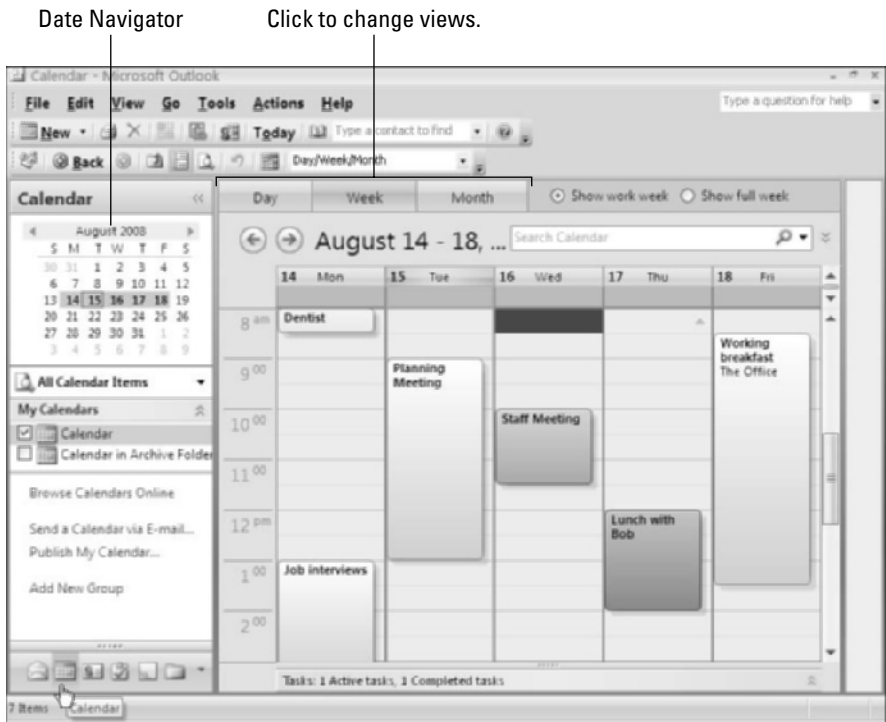 Date Navigator
Click to change views.
Calendar - Microsoft Outlook
File Edit View Go Tools Actions Help
Type a question for help
New
Today
Type a contact to find
Back
Day/Week/Month
Calendar
Day Week Month
Show work week
Show full week
August 2008
S M T W T F S
30 31 1 2 3 4 5
6 7 8 9 10 11 12
13 14 15 16 17 18 19
20 21 22 23 24 25 26
27 28 29 30 31 1 2
3 4 5 6 7 8 9
August 14 - 18, ...
Search Calendar
14 Mon
15 Tue
16 Wed
17 Thu
18 Fri
8 am
9 00
10 00
11 00
12 pm
1 00
2 00
Dentist
Planning
Meeting
Staff Meeting
Working
breakfast
The Office
Lunch with
Bob
Job interviews
All Calendar Items
My Calendars
Calendar
Calendar in Archive Folder
Browse Calendars Online
Send a Calendar via E-mail...
Publish My Calendar...
Add New Group
Tasks: 1 Active tasks, 1 Completed tasks
7 Items
Calendar